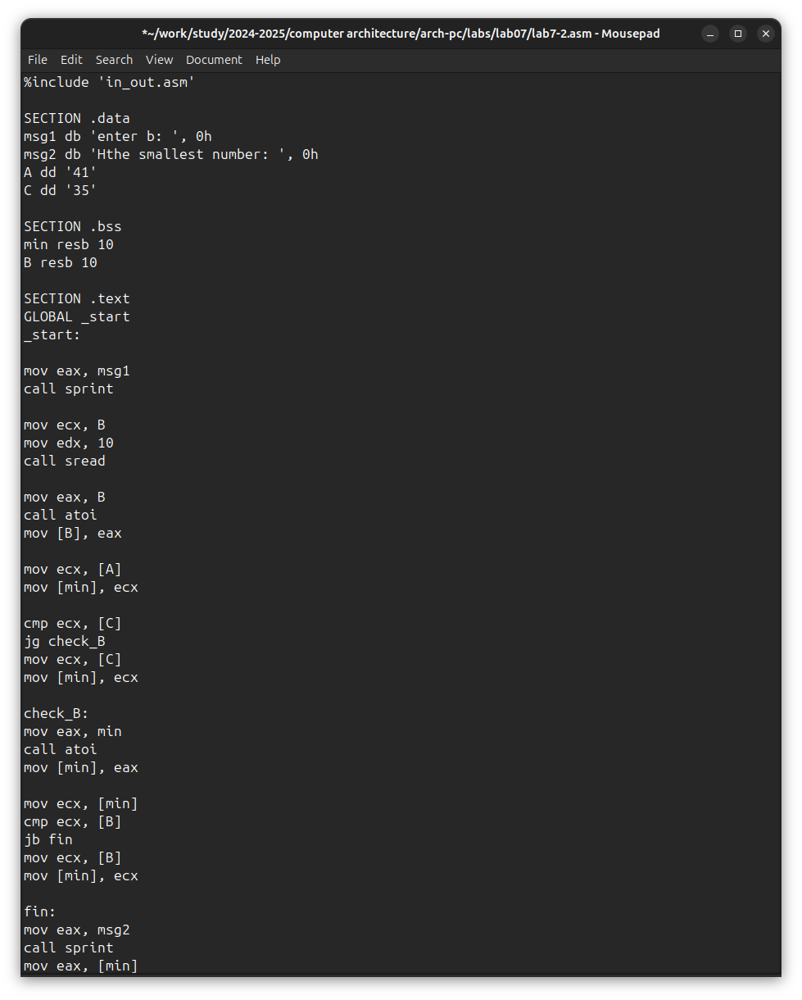 *~/work/study/2024-2025/computer architecture/arch-pc/labs/lab07/lab7-2.asm - Mousepad
File Edit Search View Document Help
%include 'in_out.asm'
SECTION .data
msg1 db 'enter b: ', 0h
msg2 db 'Hthe smallest number: ', 0h
A dd '41'
C dd '35'
SECTION .bss
min resb 10
B resb 10
SECTION .text
GLOBAL _start
_start:
mov eax, msg1
call sprint
mov ecx, B
mov edx, 10
call sread
mov eax, B
call atoi
mov [B], eax
mov ecx, [A]
mov [min], ecx
cmp ecx, [C]
jg check_B
mov ecx, [C]
mov [min], ecx
check_B:
mov eax, min
call atoi
mov [min], eax
mov ecx, [min]
cmp ecx, [B]
jb fin
mov ecx, [B]
mov [min], ecx
fin:
mov eax, msg2
call sprint
mov eax, [min]